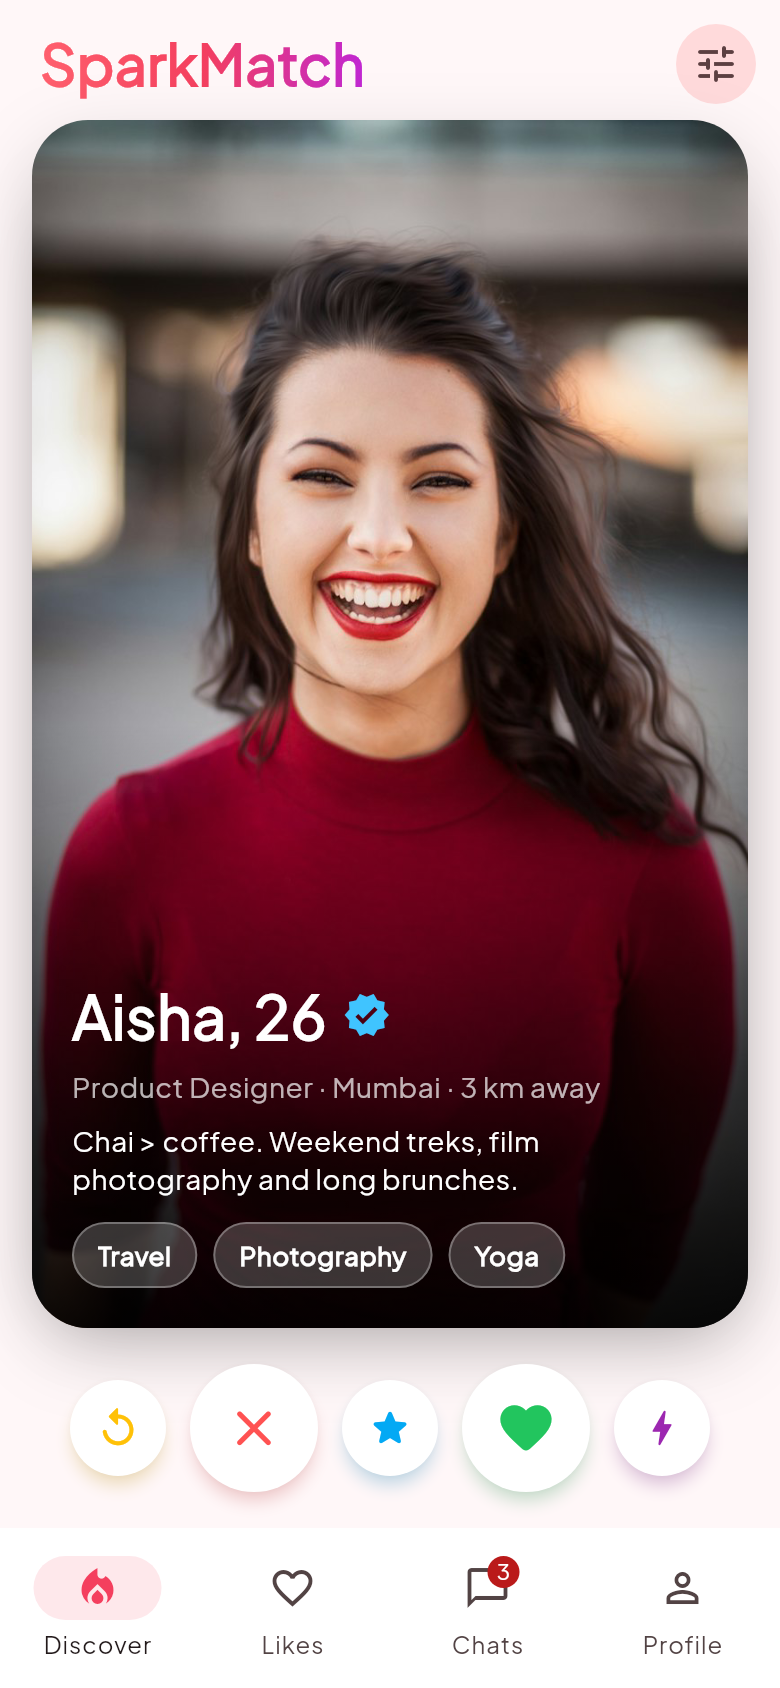 SparkMatch
Aisha, 26
Product Designer · Mumbai · 3 km away
Chai > coffee. Weekend treks, film
photography and long brunches.
Travel
Photography
Yoga
3
Discover
Likes
Chats
Profile